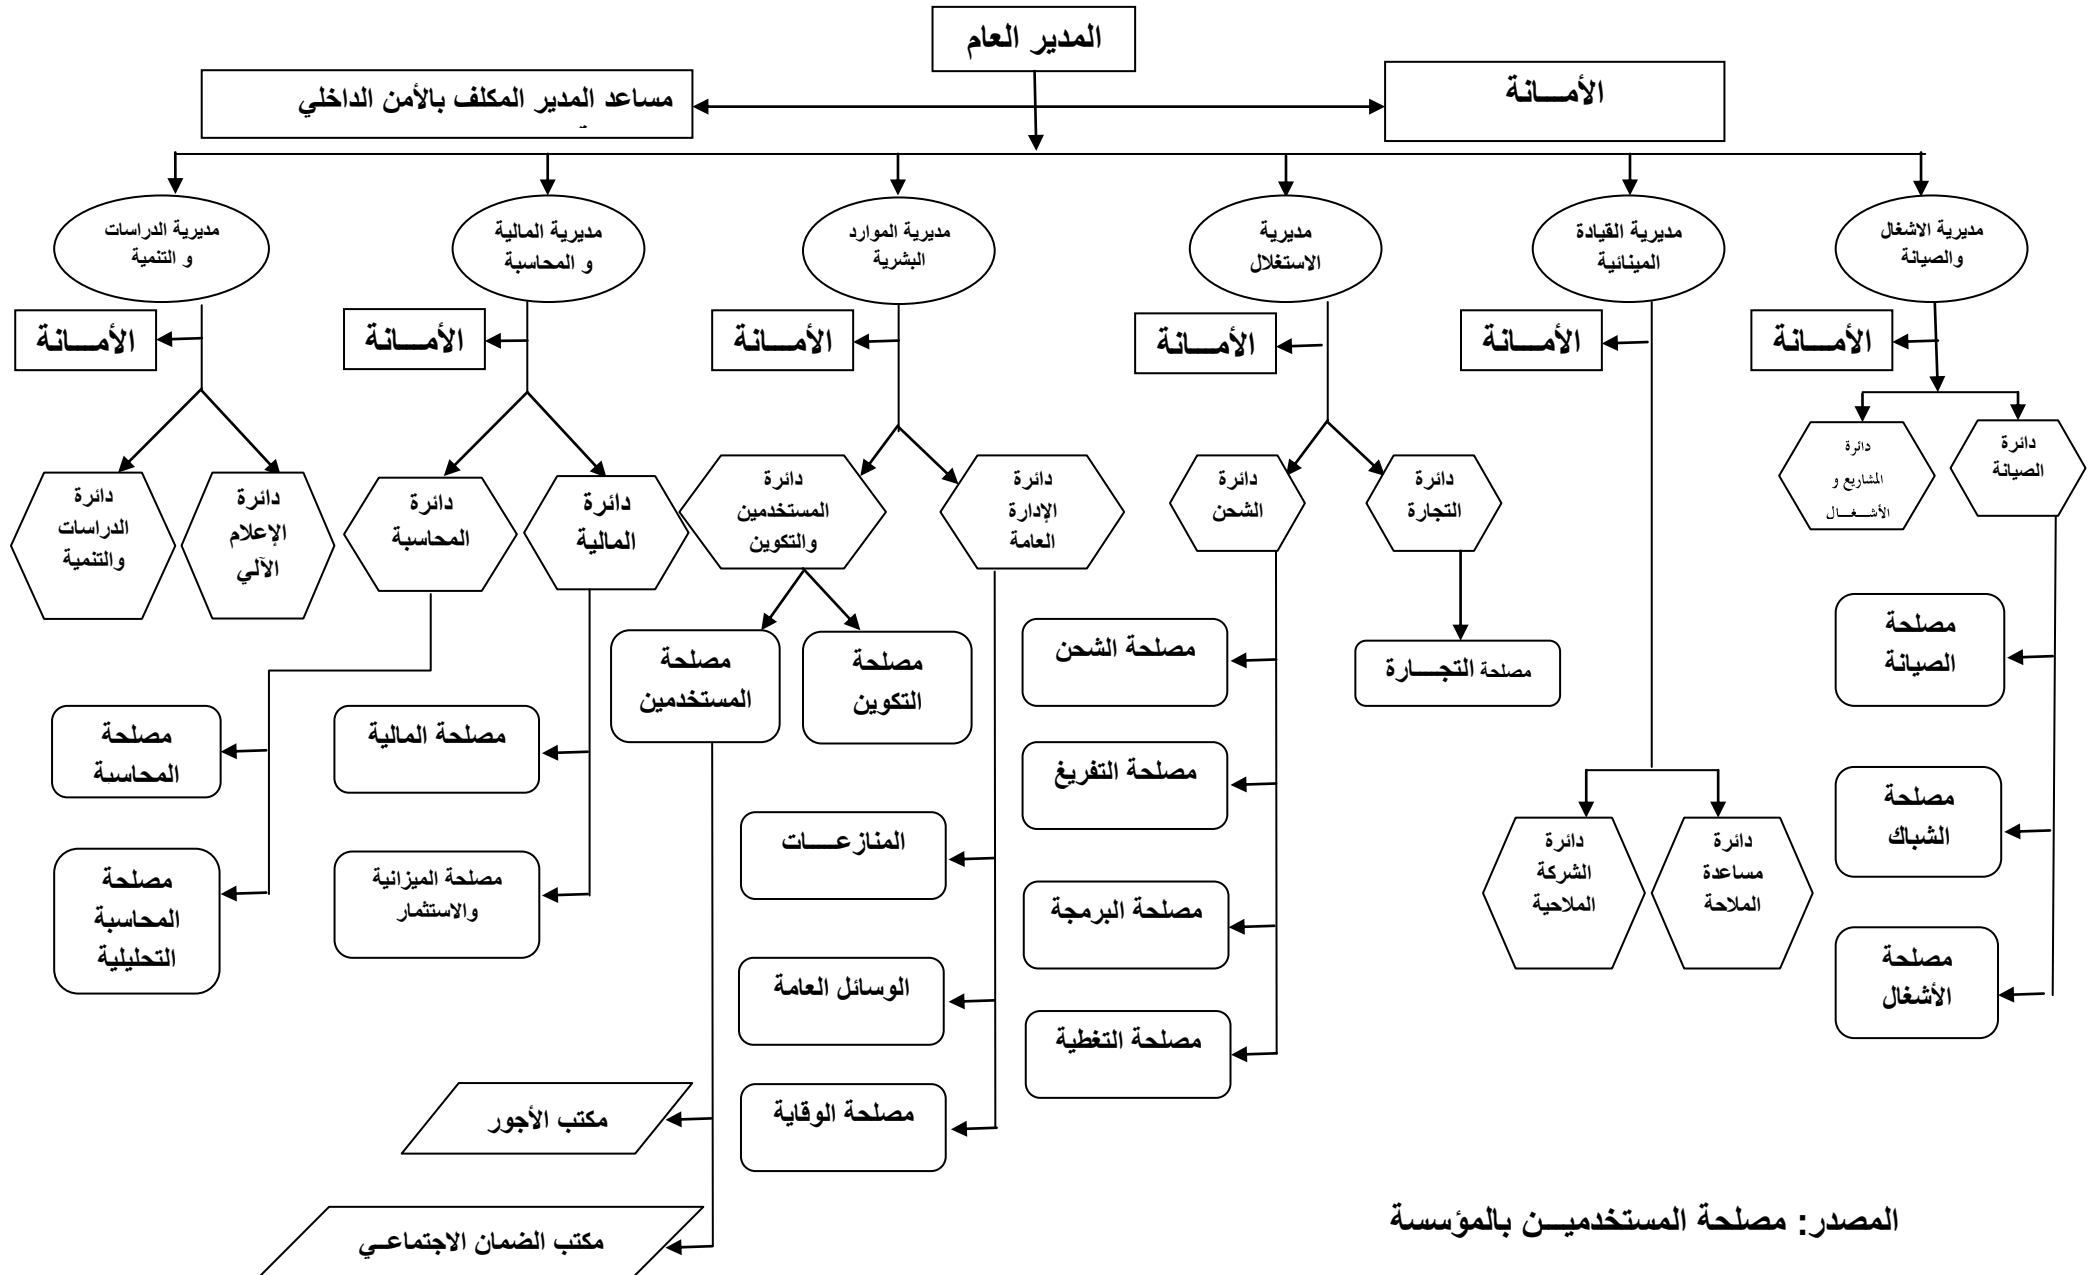 المدير العام
الأمـــانة
مساعد المدير المكلف بالأمن الداخلي
مديرية الاشغال
والصيانة
مديرية القيادة
المينائية
مديرية
الاستغلال
مديرية الموارد
البشرية
مديرية المالية
و المحاسبة
مديرية الدراسات
و التنمية
الأمـــانة
الأمـــانة
الأمـــانة
الأمـــانة
الأمـــانة
الأمـــانة
دائرة
الصيانة
دائرة
المشاريع و
الأشـــغـــال
دائرة
التجارة
دائرة
الشحن
دائرة
الإدارة
العامة
دائرة
المستخدمين
والتكوين
دائرة
المالية
دائرة
المحاسبة
دائرة
الإعلام
الآلي
دائرة
الدراسات
والتنمية
مصلحة
الصيانة
مصلحة التجـــارة
مصلحة الشحن
مصلحة
التكوين
مصلحة
المستخدمين
مصلحة المالية
مصلحة
المحاسبة
مصلحة
الشباك
مصلحة التفريغ
دائرة
مساعدة
الملاحة
دائرة
الشركة
الملاحية
المنازعـــات
مصلحة الميزانية
والاستثمار
مصلحة
المحاسبة
التحليلية
مصلحة البرمجة
مصلحة
الأشغال
الوسائل العامة
مصلحة التغطية
مصلحة الوقاية
مكتب الأجور
مكتب الضمان الاجتماعـي
المصدر: مصلحة المستخدميـــن بالمؤسسة